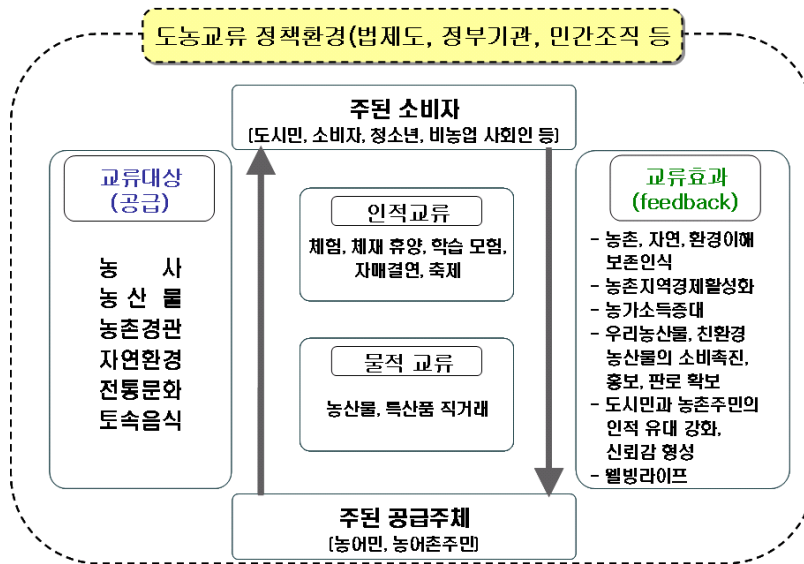 도농교류 정책환경(법제도, 정부기관, 민간조직 등
주된 소비자
(도시민, 소비자, 청소년, 비농업 사회인 등)
교류대상
(공급)
농 사
농 산 물
농촌경관
자연환경
전통문화
토속음식
인적교류
체험, 체재 휴양, 학습 모험,
자매결연, 축제
물적 교류
농산물, 특산품 직거래
교류효과
(feedback)
- 농촌, 자연, 환경이해
보존인식
- 농촌지역경제활성화
- 농가소득증대
- 우리농산물, 친환경
농산물의 소비촉진,
홍보, 판로 확보
- 도시민과 농촌주민의
인적 유대 강화,
신뢰감 형성
- 웰빙라이프
주된 공급주체
(농어민, 농어촌주민)